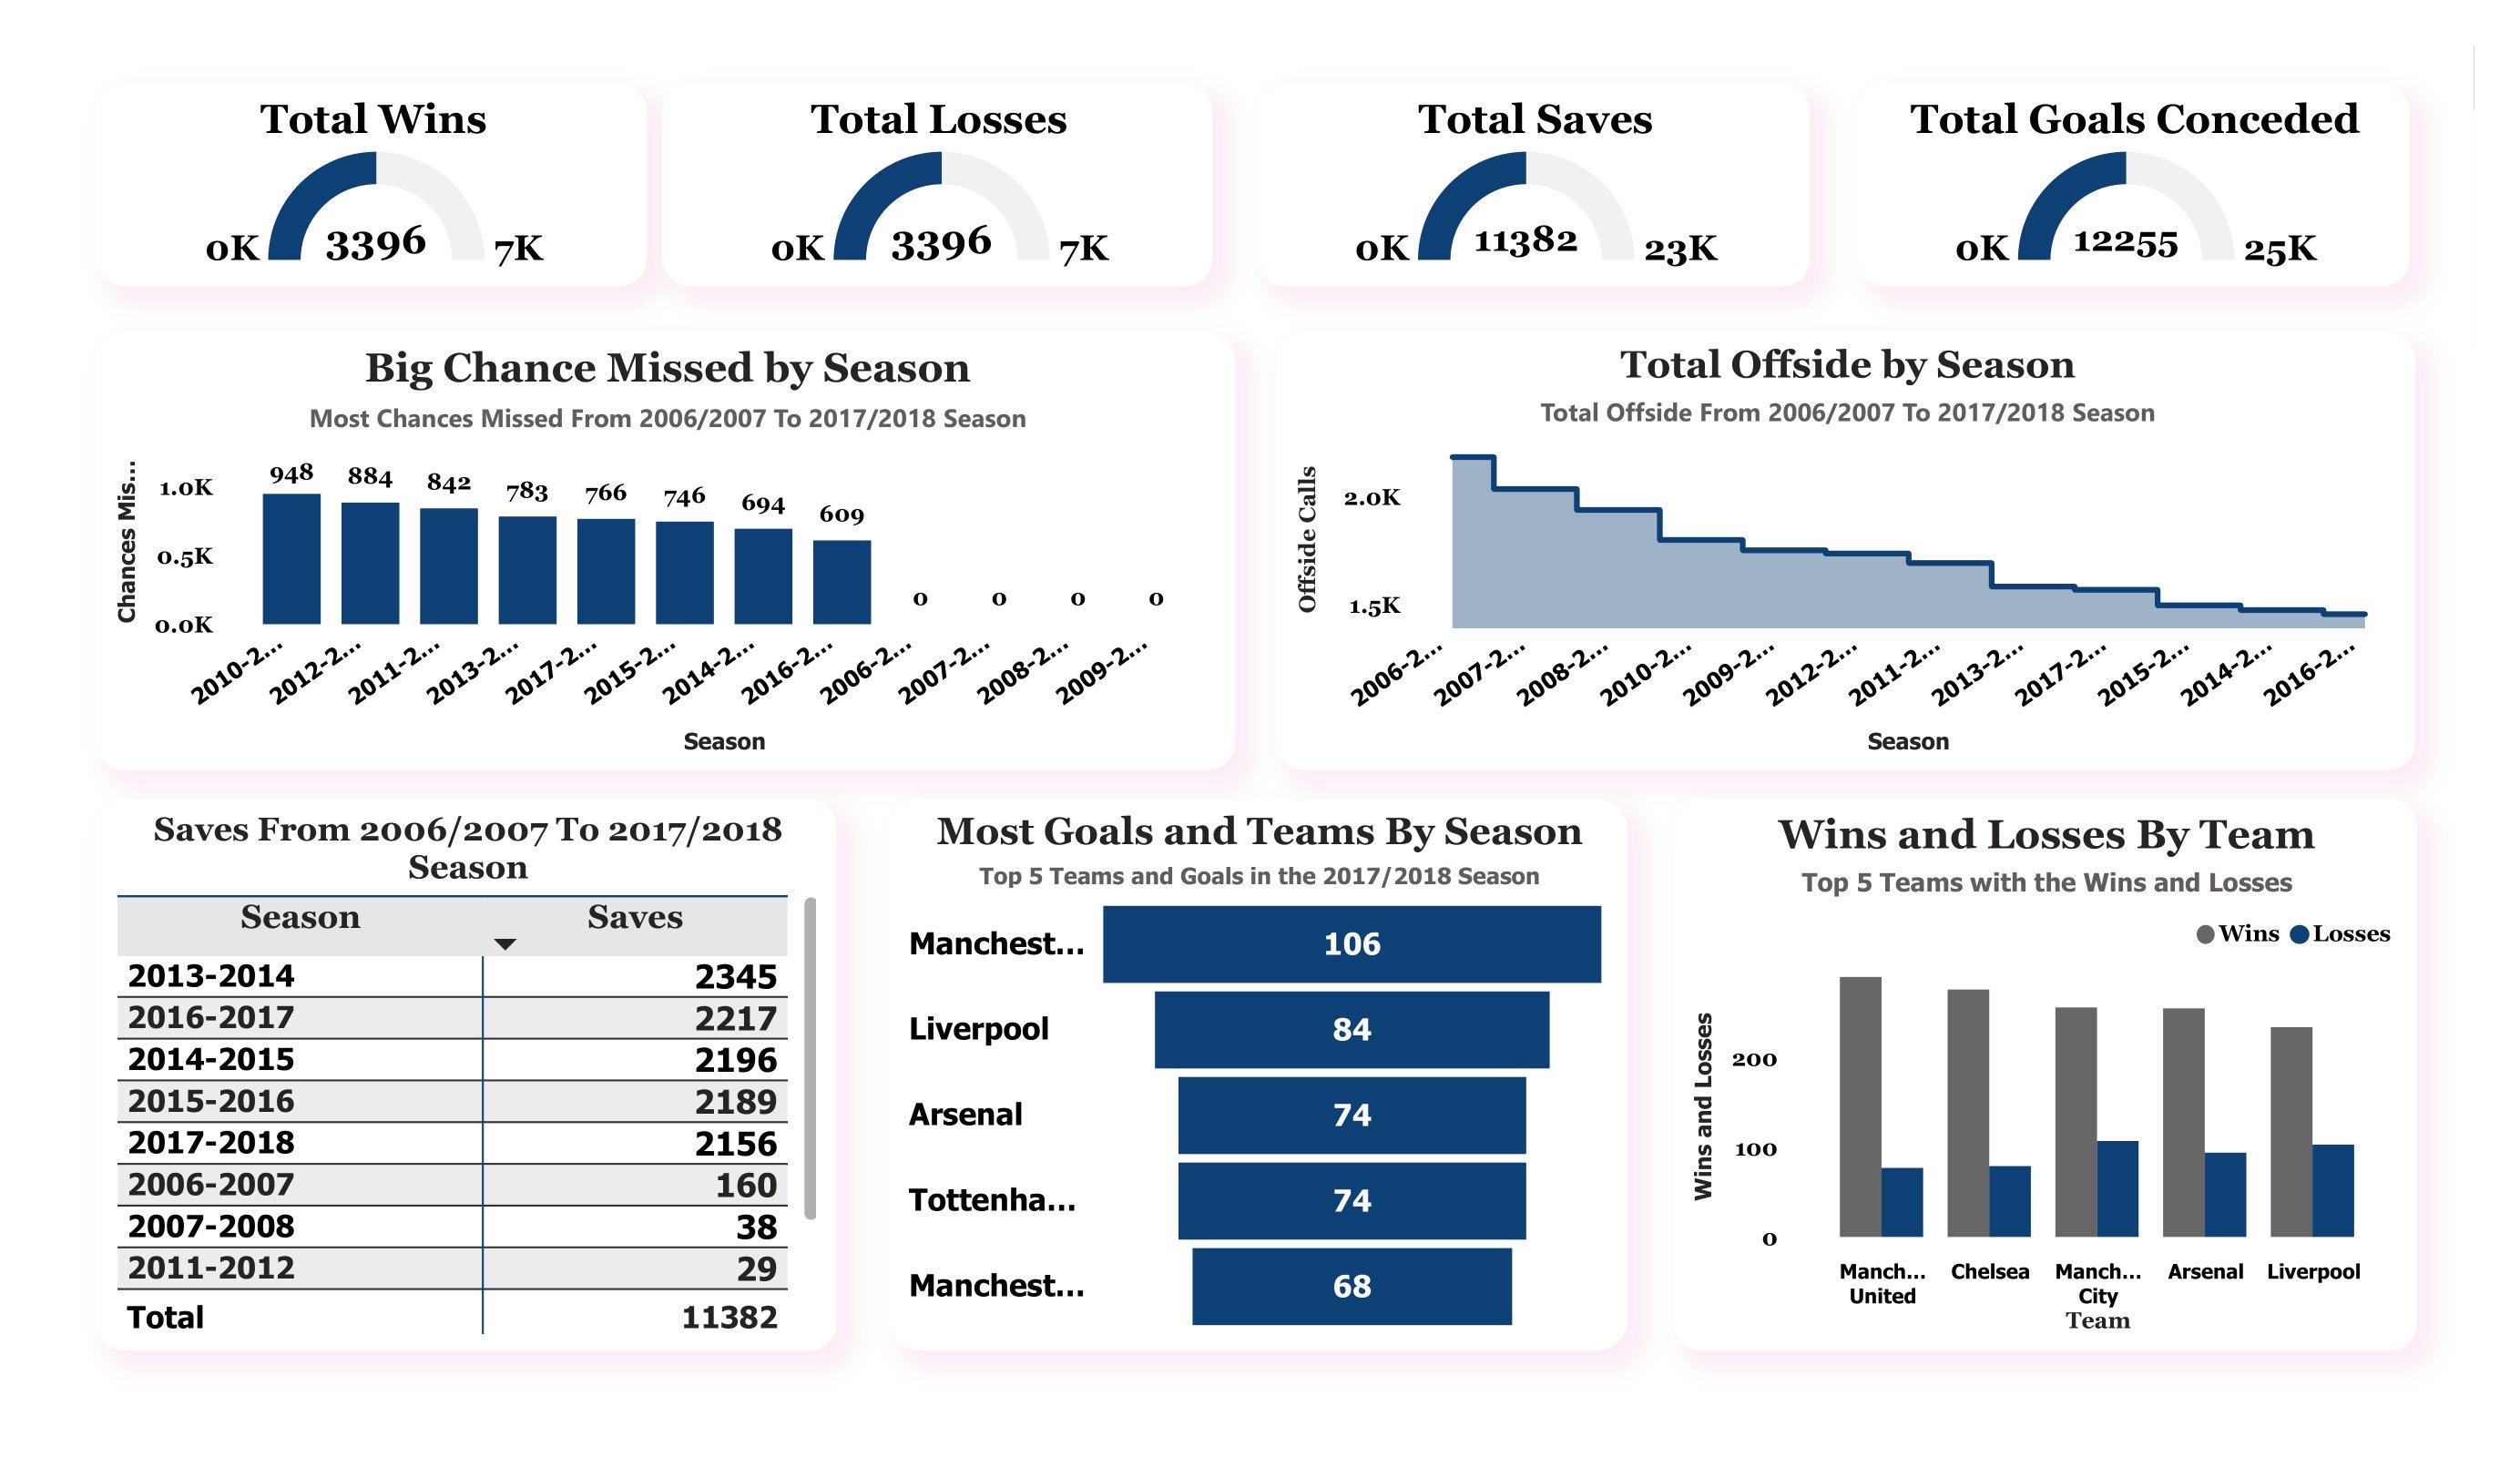 Total Wins
0K 3396 7K
Total Losses
0K 3396 7K
Total Saves
0K 11382 23K
Total Goals Conceded
0K 12255 25K
Big Chance Missed by Season
Most Chances Missed From 2006/2007 To 2017/2018 Season
Chances Mis...
1.0K
0.5K
0.0K
948 884 842 783 766 746 694 609 0 0 0 0
2010-2... 2012-2... 2011-2... 2013-2... 2017-2... 2015-2... 2014-2... 2016-2... 2006-2... 2007-2... 2008-2... 2009-2...
Season
Total Offside by Season
Total Offside From 2006/2007 To 2017/2018 Season
Offside Calls
2.0K
1.5K
2006-2... 2007-2... 2008-2... 2010-2... 2009-2... 2012-2... 2011-2... 2013-2... 2017-2... 2015-2... 2014-2... 2016-2...
Season
Saves From 2006/2007 To 2017/2018
Season
Season Saves
2013-2014 2345
2016-2017 2217
2014-2015 2196
2015-2016 2189
2017-2018 2156
2006-2007 160
2007-2008 38
2011-2012 29
Total 11382
Most Goals and Teams By Season
Top 5 Teams and Goals in the 2017/2018 Season
Manchest... 106
Liverpool 84
Arsenal 74
Tottenha... 74
Manchest... 68
Wins and Losses By Team
Top 5 Teams with the Wins and Losses
Wins Losses
Wins and Losses
200
100
0
Manch... Chelsea Manch... Arsenal Liverpool
United City
Team